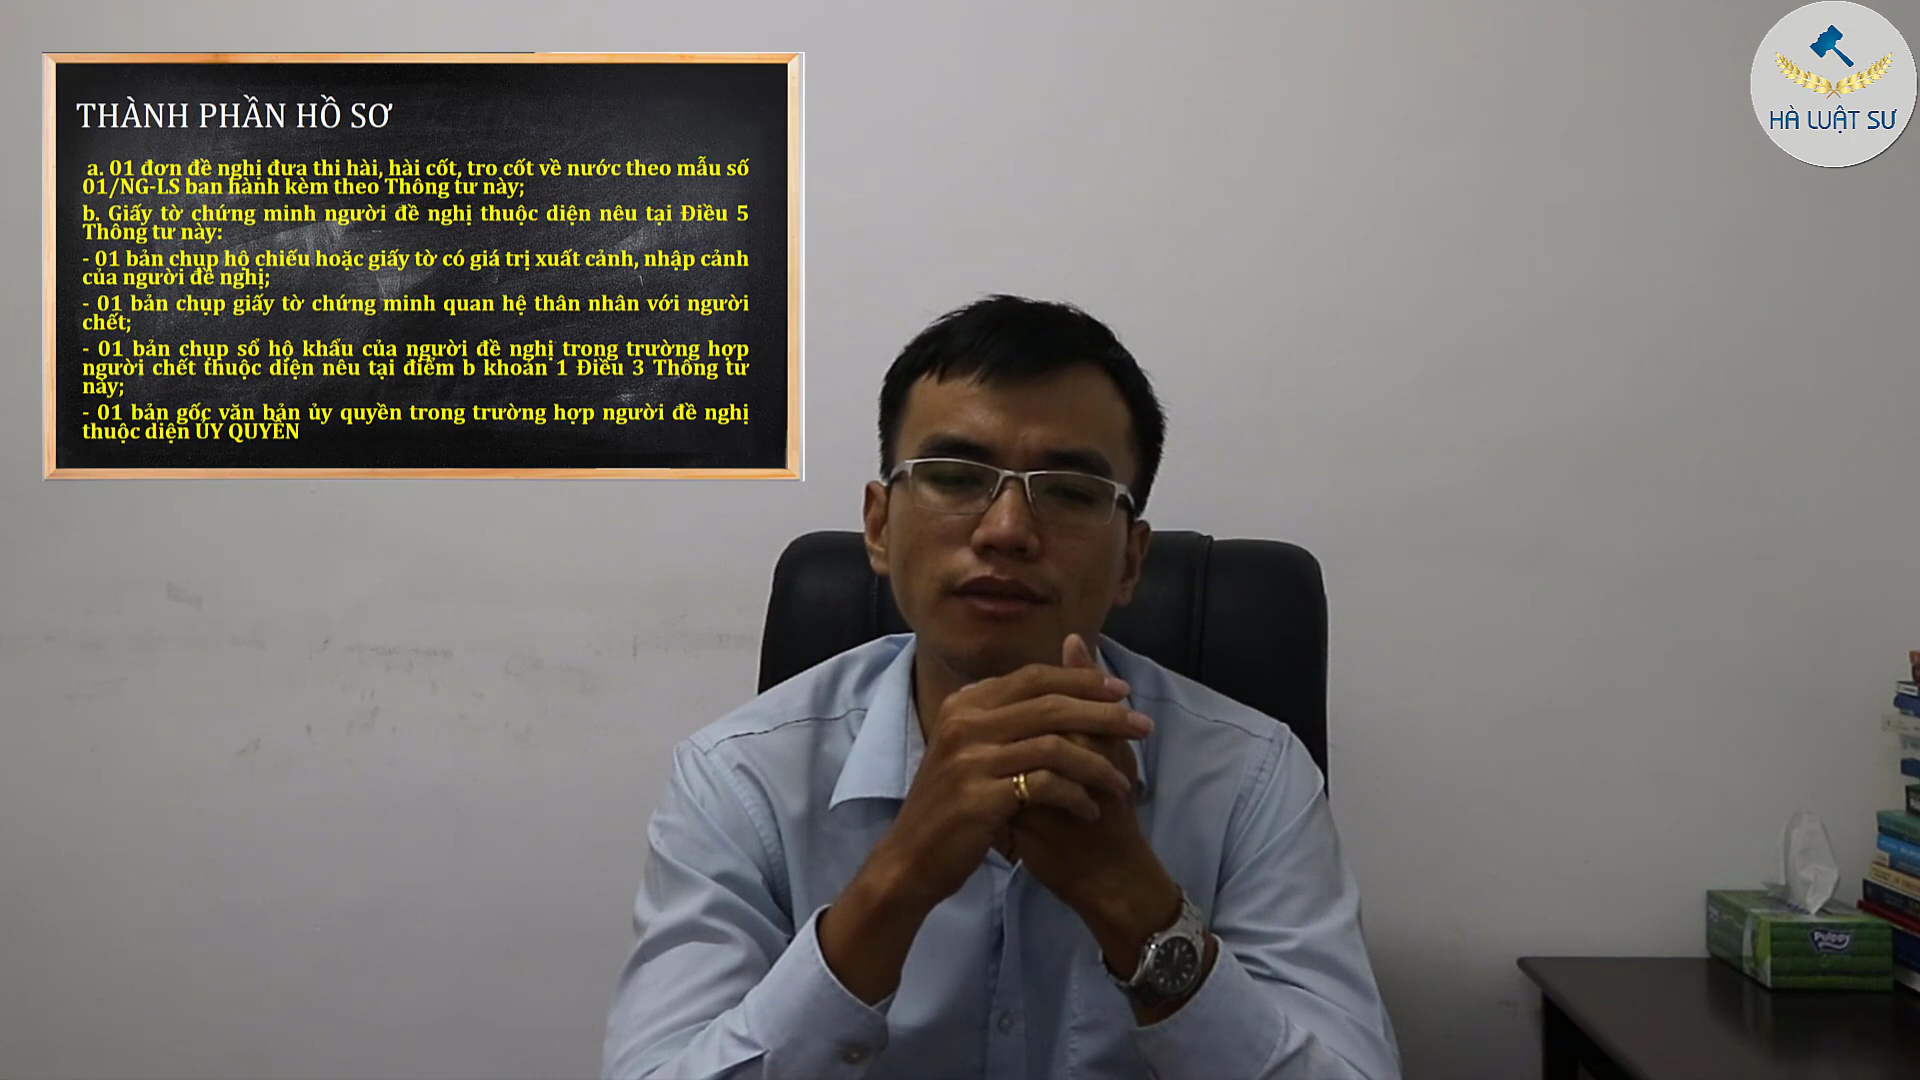 THÀNH PHẦN HỒ SƠ
a. 01 đơn đề nghị đưa thi hài, hài cốt, tro cốt về nước theo mẫu số
01/NG-LS ban hành kèm theo Thông tư này;
b. Giấy tờ chứng minh người đề nghị thuộc diện nêu tại Điều 5
Thông tư này:
- 01 bản chụp hộ chiếu hoặc giấy tờ có giá trị xuất cảnh, nhập cảnh
của người đề nghị;
- 01 bản chụp giấy tờ chứng minh quan hệ thân nhân với người
chết;
- 01 bản chụp sổ hộ khẩu của người đề nghị trong trường hợp
người chết thuộc diện nêu tại điểm b khoản 1 Điều 3 Thông tư
này;
- 01 bản gốc văn bản ủy quyền trong trường hợp người đề nghị
thuộc diện ỦY QUYỀN
HÀ LUẬT SƯ
Pulppy